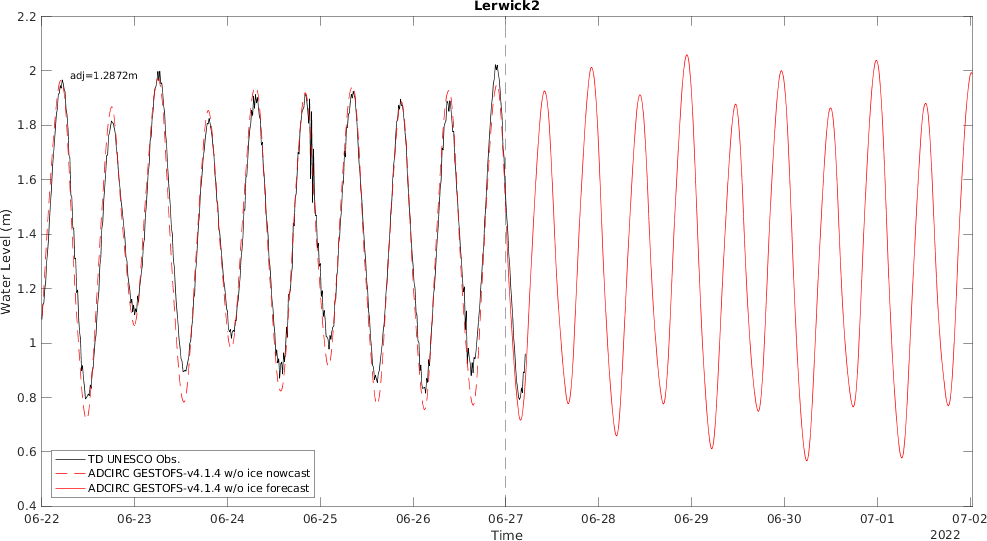 Lerwick2
2.2
2
1.8
1.6
1.4
1.2
1
0.8
0.6
0.4
Water Level (m)
adj=1.2872m
TD UNESCO Obs.
ADCIRC GESTOFS-v4.1.4 w/o ice nowcast
ADCIRC GESTOFS-v4.1.4 w/o ice forecast
06-22 06-23 06-24 06-25 06-26 06-27 06-28 06-29 06-30 07-01 07-02
Time
2022